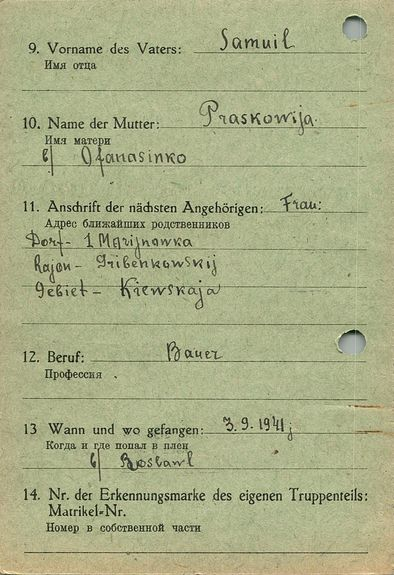 9. Vorname des Vaters: Samuil
Имя отца
10. Name der Mutter: Praskowija
Имя матери
b/ Ofanasinko
11. Anschrift der nächsten Angehörigen: Frau:
Адрес ближайших родственников
Dorf - 1 Marijnowka
Rajon - Gribenkowskij
Gebiet - Kiewskaja
12. Beruf: Bauer
Профессия .
13 Wann und wo gefangen: 3.9.1941;
Когда и где попал в плен
b/ Roslawl
14. Nr. der Erkennungsmarke des eigenen Truppenteils:
Matrikel-Nr.
Номер в собственной части